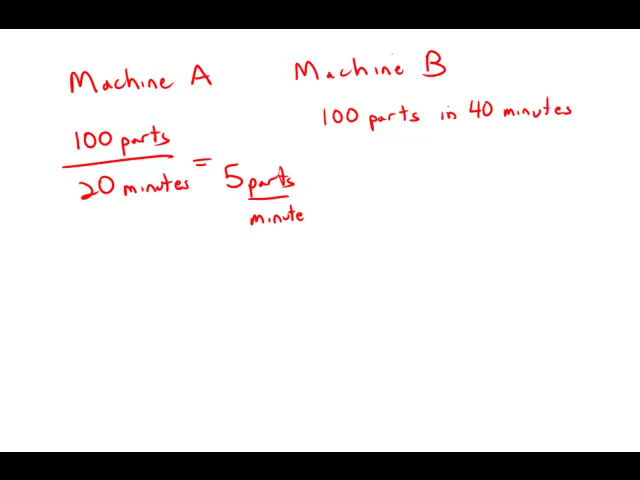 Machine A
Machine B
100 parts in 40 minutes
100 parts
20 minutes
=
5 parts
minute